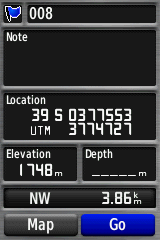 008
Note
Location
39 S 0377553
UTM 3774727
Elevation
1748m
Depth
_____m
NW 3.86km
Map
Go